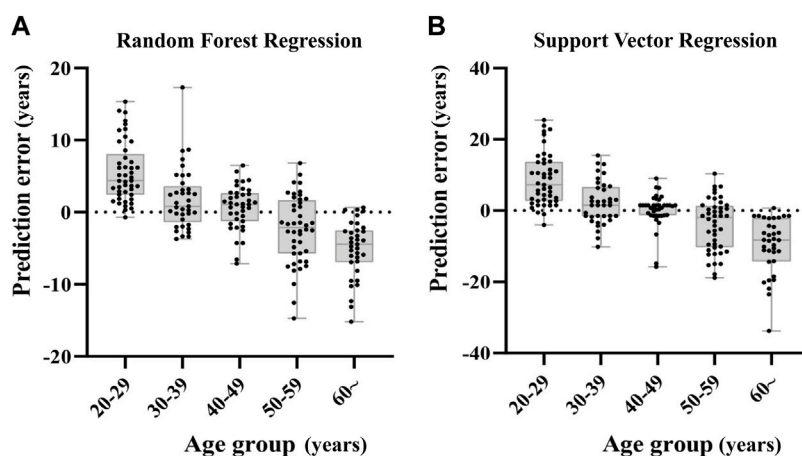 A
Random Forest Regression
Prediction error (years)
20
10
0
-10
-20
20-29
30-39
40-49
50-59
60~
Age group (years)
B
Support Vector Regression
Prediction error (years)
40
20
0
-20
-40
20-29
30-39
40-49
50-59
60~
Age group (years)